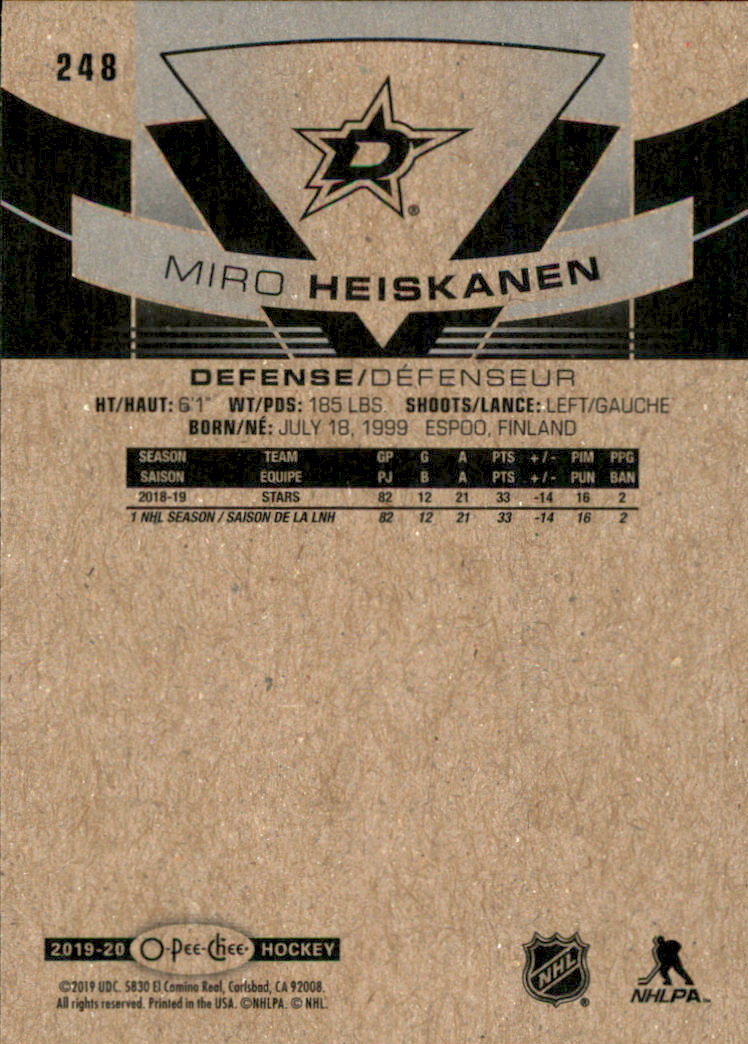 248
D
®
MIRO HEISKANEN
DEFENSE/DÉFENSEUR
HT/HAUT: 6'1" WT/PDS: 185 LBS. SHOOTS/LANCE: LEFT/GAUCHE
BORN/NÉ: JULY 18, 1999 ESPOO, FINLAND
SEASON TEAM GP G A PTS +/- PIM PPG
SAISON ÉQUIPE PJ B A PTS +/- PUN BAN
2018-19 STARS 82 12 21 33 -14 16 2
1 NHL SEASON / SAISON DE LA LNH 82 12 21 33 -14 16 2
2019-20 O-PEE-CHEE® HOCKEY
©2019 UDC. 5830 El Camino Real, Carlsbad, CA 92008.
All rights reserved. Printed in the USA. ©NHLPA. © NHL.
NHL ®
NHLPA™